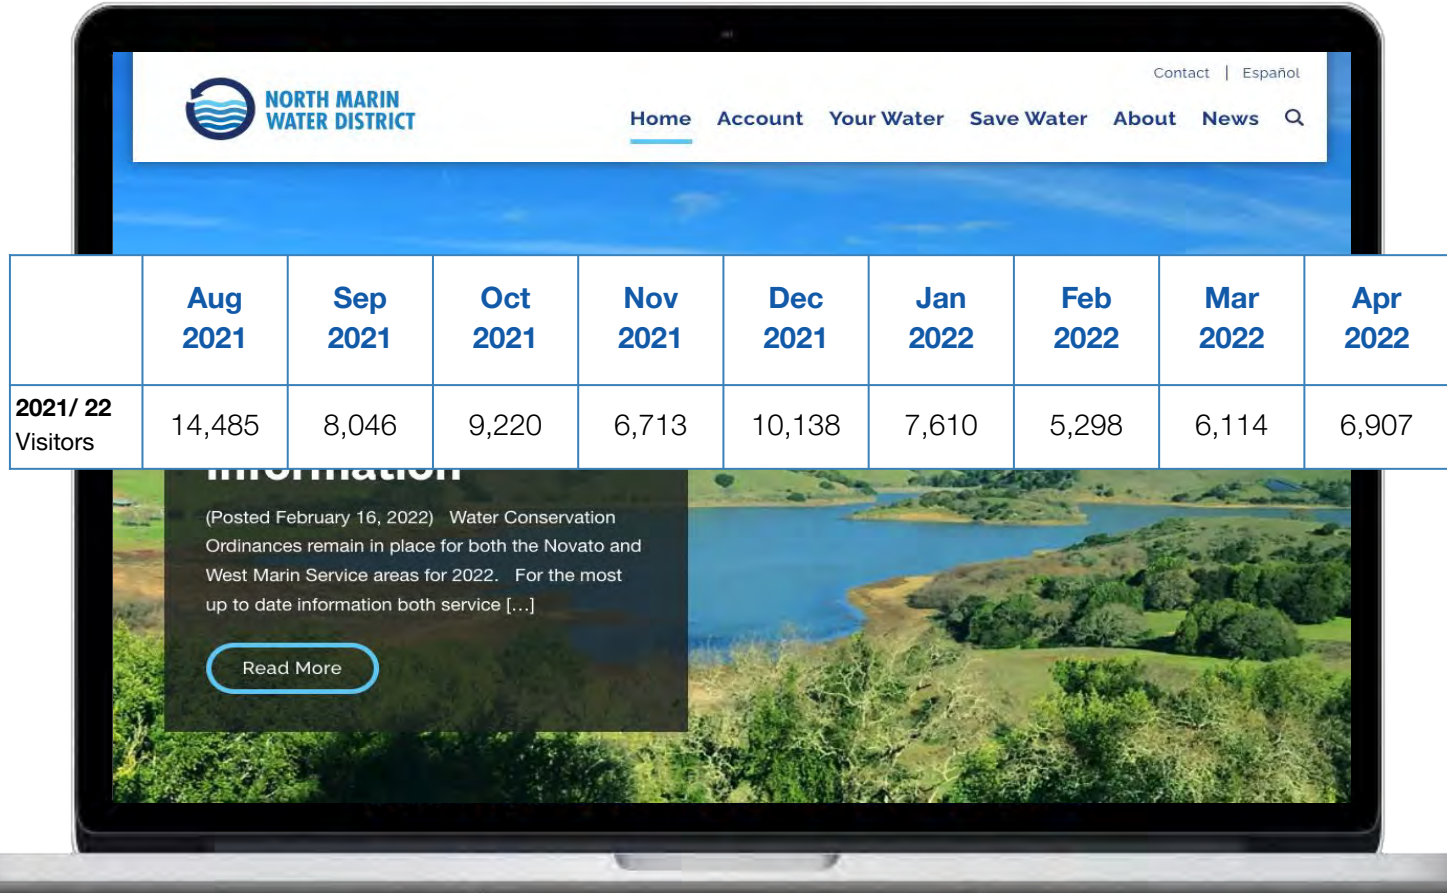 Contact | Español
NORTH MARIN
WATER DISTRICT
Home Account Your Water Save Water About News
Aug 2021 Sep 2021 Oct 2021 Nov 2021 Dec 2021 Jan 2022 Feb 2022 Mar 2022 Apr 2022
2021/ 22 Visitors 14,485 8,046 9,220 6,713 10,138 7,610 5,298 6,114 6,907
Information
(Posted February 16, 2022) Water Conservation
Ordinances remain in place for both the Novato and
West Marin Service areas for 2022. For the most
up to date information both service […]
Read More